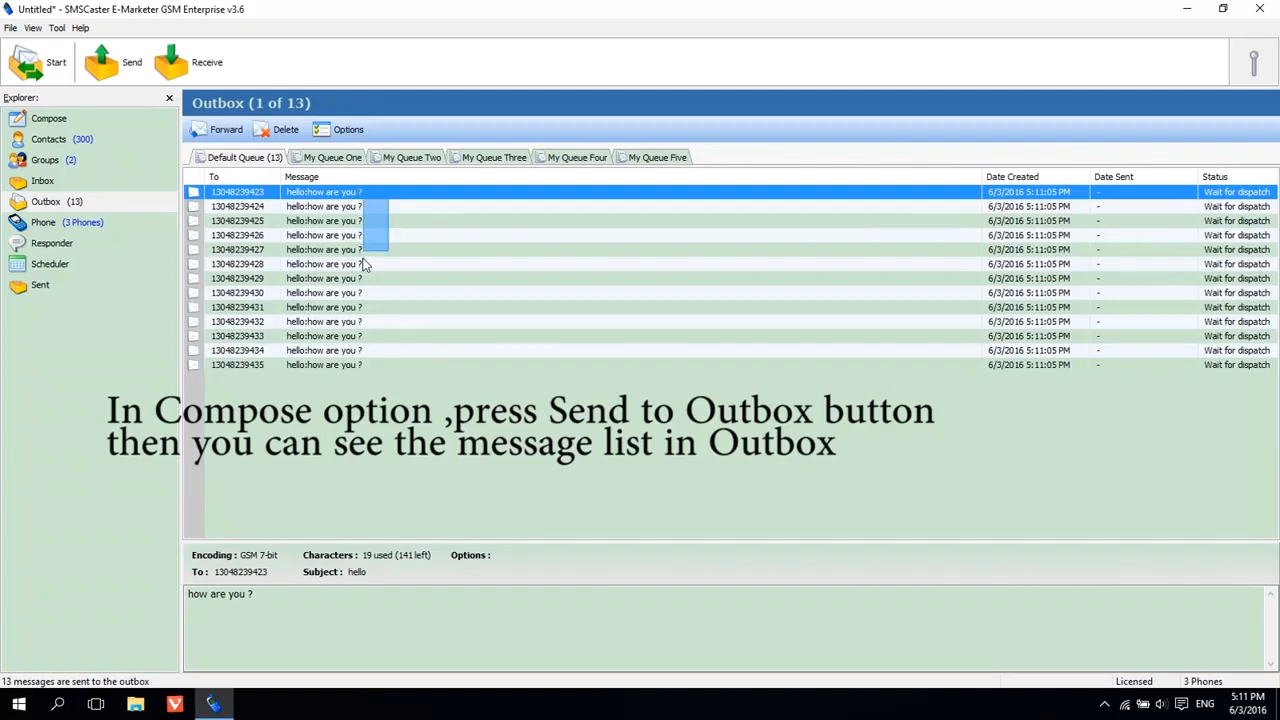 Untitled* - SMSCaster E-Marketer GSM Enterprise v3.6
File View Tool Help
Start Send Receive
Explorer:
Compose
Contacts (300)
Groups (2)
Inbox
Outbox (13)
Phone (3 Phones)
Responder
Scheduler
Sent
Outbox (1 of 13)
Forward Delete Options
Default Queue (13) My Queue One My Queue Two My Queue Three My Queue Four My Queue Five
To Message Date Created Date Sent Status
13048239423 hello:how are you ? 6/3/2016 5:11:05 PM - Wait for dispatch
13048239424 hello:how are you ? 6/3/2016 5:11:05 PM - Wait for dispatch
13048239425 hello:how are you ? 6/3/2016 5:11:05 PM - Wait for dispatch
13048239426 hello:how are you ? 6/3/2016 5:11:05 PM - Wait for dispatch
13048239427 hello:how are you ? 6/3/2016 5:11:05 PM - Wait for dispatch
13048239428 hello:how are you ? 6/3/2016 5:11:05 PM - Wait for dispatch
13048239429 hello:how are you ? 6/3/2016 5:11:05 PM - Wait for dispatch
13048239430 hello:how are you ? 6/3/2016 5:11:05 PM - Wait for dispatch
13048239431 hello:how are you ? 6/3/2016 5:11:05 PM - Wait for dispatch
13048239432 hello:how are you ? 6/3/2016 5:11:05 PM - Wait for dispatch
13048239433 hello:how are you ? 6/3/2016 5:11:05 PM - Wait for dispatch
13048239434 hello:how are you ? 6/3/2016 5:11:05 PM - Wait for dispatch
13048239435 hello:how are you ? 6/3/2016 5:11:05 PM - Wait for dispatch
In Compose option ,press Send to Outbox button
then you can see the message list in Outbox
Encoding : GSM 7-bit Characters : 19 used (141 left) Options :
To : 13048239423 Subject : hello
how are you ?
13 messages are sent to the outbox Licensed 3 Phones
ENG 5:11 PM
6/3/2016